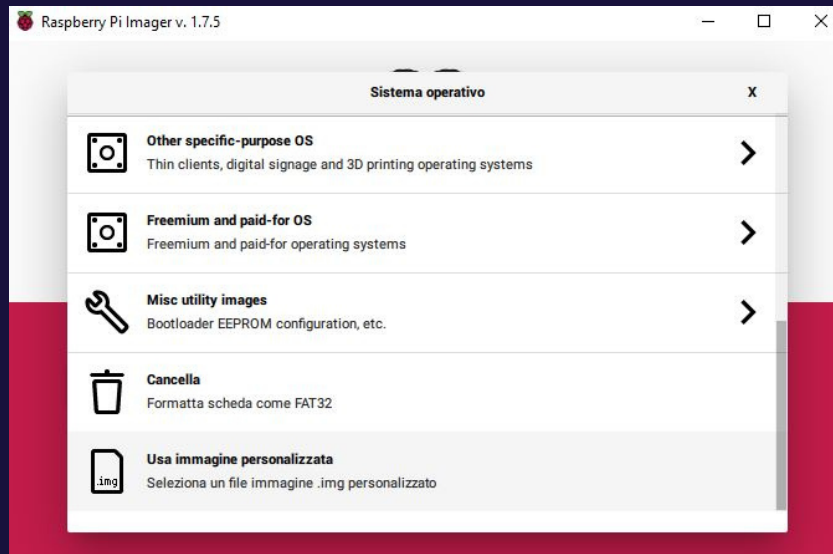 Raspberry Pi Imager v. 1.7.5
Sistema operativo
X
Other specific-purpose OS
Thin clients, digital signage and 3D printing operating systems
Freemium and paid-for OS
Freemium and paid-for operating systems
Misc utility images
Bootloader EEPROM configuration, etc.
Cancella
Formatta scheda come FAT32
.img
Usa immagine personalizzata
Seleziona un file immagine .img personalizzato